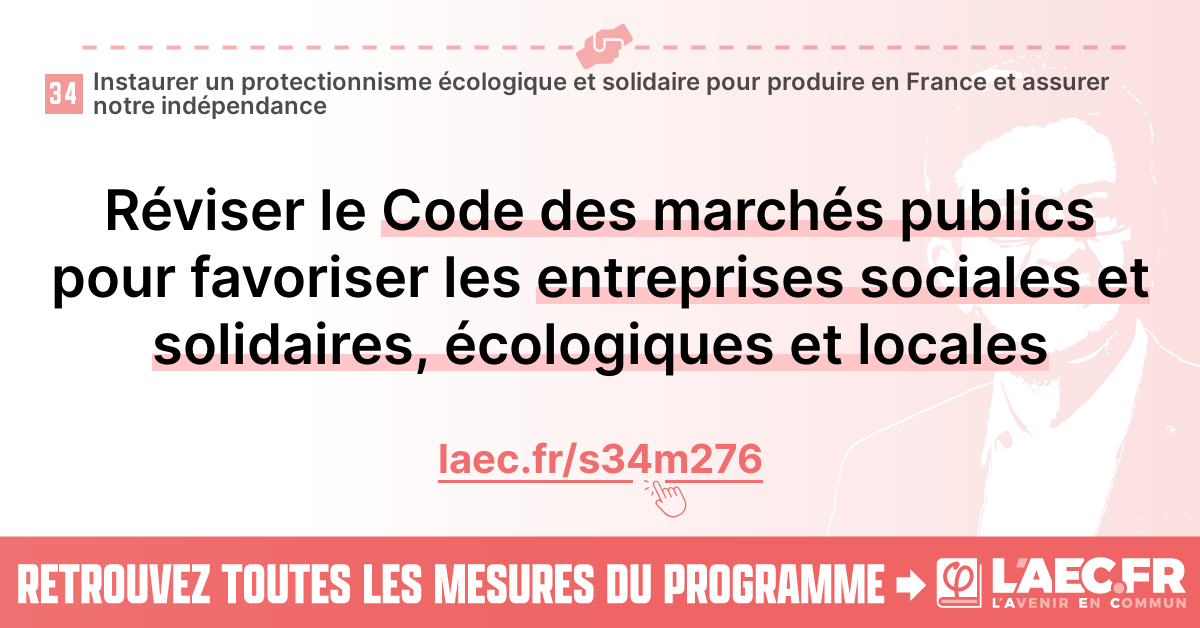 34
Instaurer un protectionnisme écologique et solidaire pour produire en France et assurer
notre indépendance
Réviser le Code des marchés publics
pour favoriser les entreprises sociales et
solidaires, écologiques et locales
laec.fr/s34m276
RETROUVEZ TOUTES LES MESURES DU PROGRAMME
φ
L'AEC.FR
L'AVENIR EN COMMUN